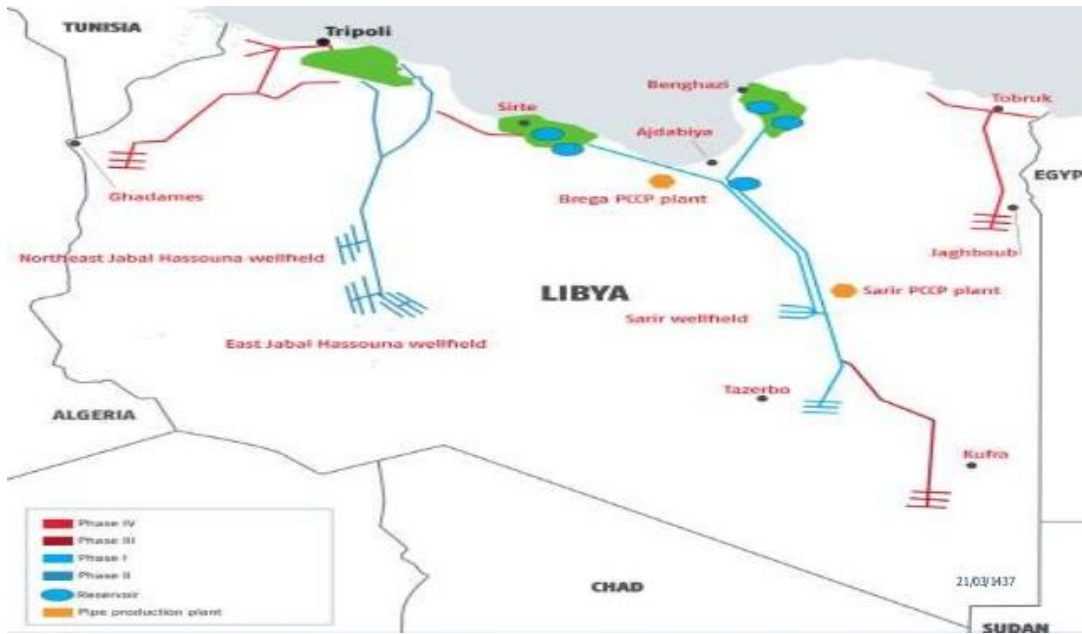 TUNISIA
Tripoli
Benghazi
Sirte
Tobruk
Ajdabiya
EGYP
Ghadames
Brega PCCP plant
Jaghboub
Northeast Jabal Hassouna wellfield
LIBYA
Sarir PCCP plant
Sarir wellfield
East Jabal Hassouna wellfield
Tazerbo
ALGERIA
Kufra
Phase IV
Phase III
Phase I
Phase II
Reservoir
Pipe production plant
CHAD
21/03/1437
SUDAN